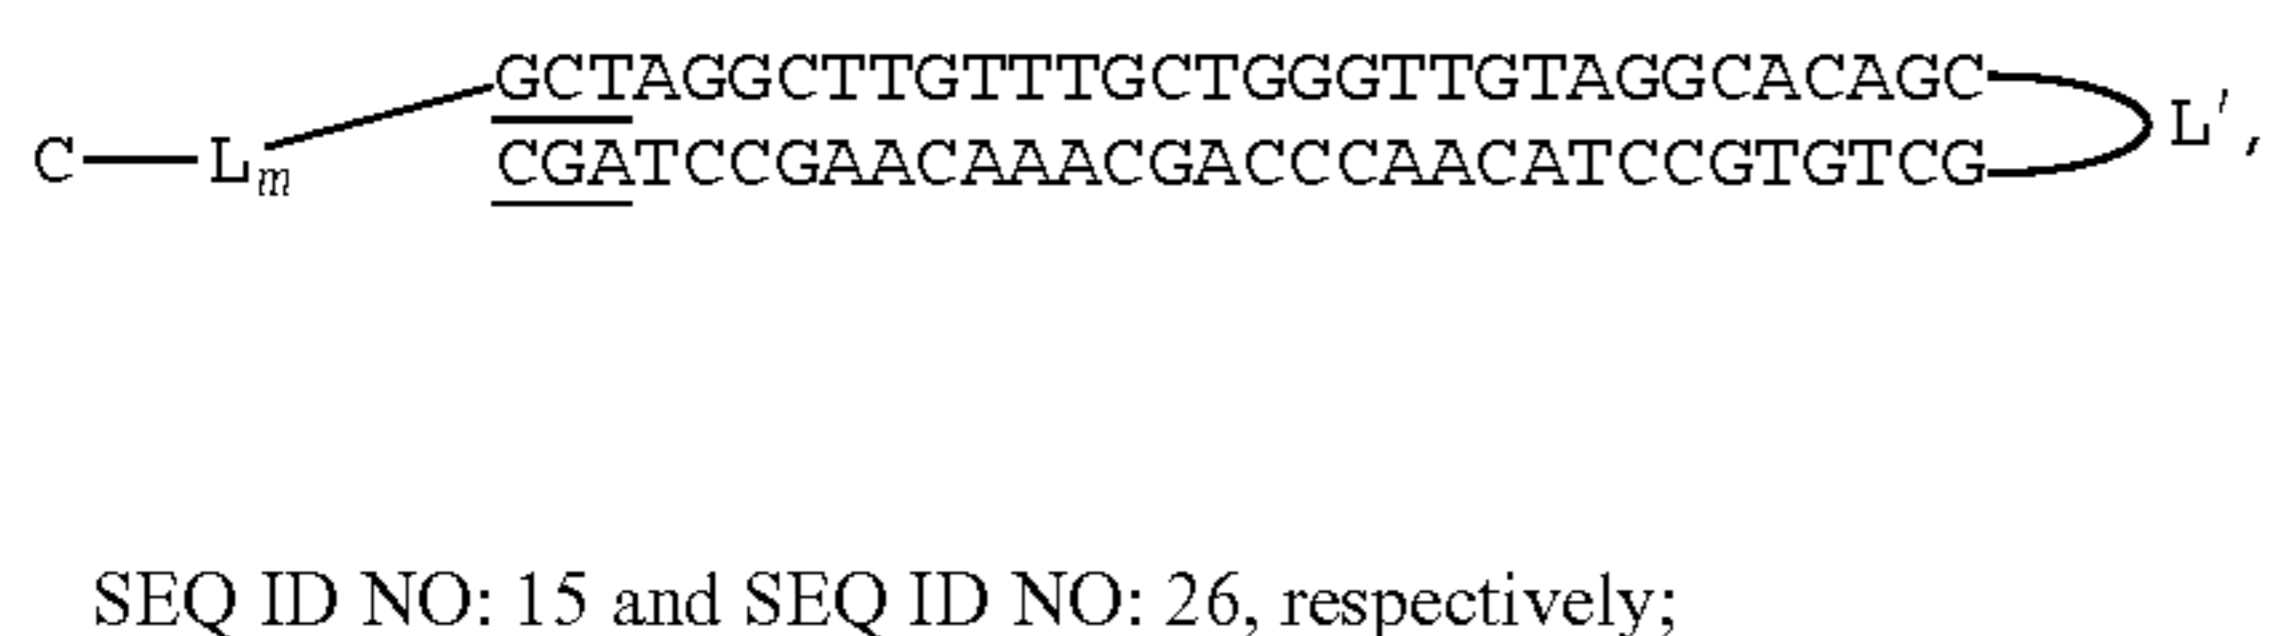 GCTAGGCTTGTTTGCTGGGTTGTAGGCACAGC
L′,
C—Lm CGATCCGAACAAACGACCCAACATCCGTGTCG
SEQ ID NO: 15 and SEQ ID NO: 26, respectively;